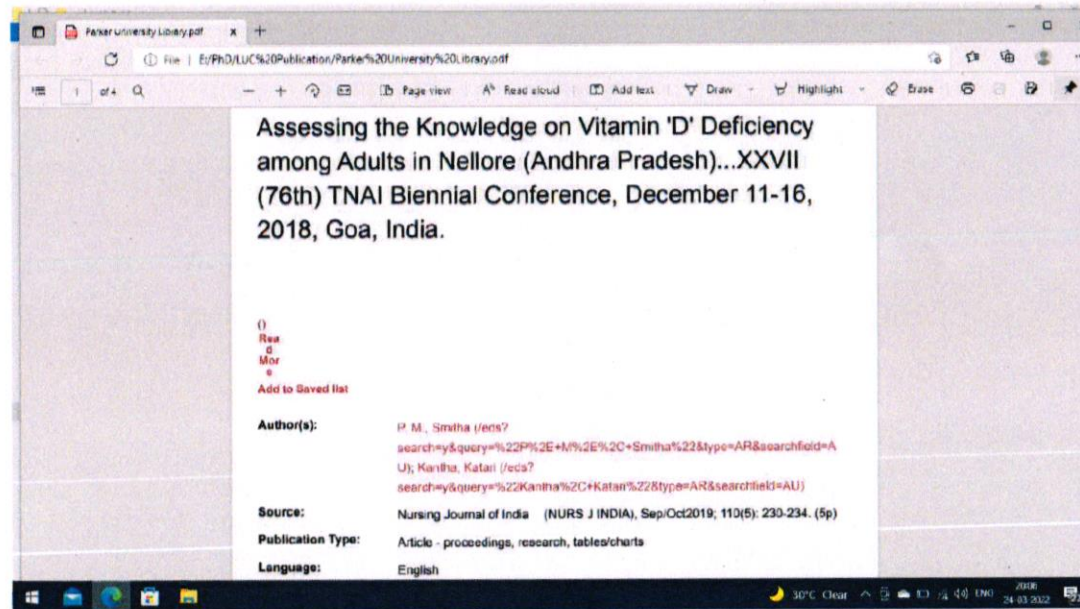 Parker University Library.pdf x +
File | E:/PhD/LUC%20Publication/Parker%20University%20Library.pdf
1 of 4 Page view Read aloud Add text Draw Highlight Erase
Assessing the Knowledge on Vitamin 'D' Deficiency
among Adults in Nellore (Andhra Pradesh)...XXVII
(76th) TNAI Biennial Conference, December 11-16,
2018, Goa, India.
()
Rea
d
Mor
e
Add to Saved list
Author(s): P. M., Smitha (/eds?
search=y&query=%22P%2E+M%2E%2C+Smitha%22&type=AR&searchfield=A
U); Kantha, Katari (/eds?
search=y&query=%22Kantha%2C+Katari%22&type=AR&searchfield=AU)
Source: Nursing Journal of India (NURS J INDIA), Sep/Oct2019; 110(5): 230-234. (5p)
Publication Type: Article - proceedings, research, tables/charts
Language: English
30°C Clear ENG 20:06
24-03-2022